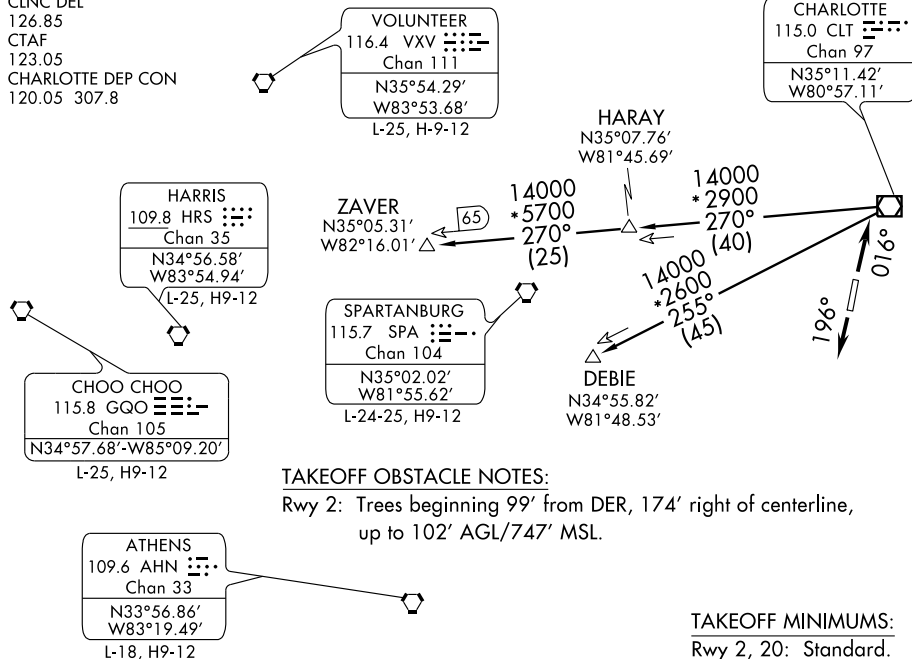 CLNC DEL
126.85
CTAF
123.05
CHARLOTTE DEP CON
120.05 307.8
VOLUNTEER
116.4 VXV
Chan 111
N35°54.29'
W83°53.68'
L-25, H-9-12
CHARLOTTE
115.0 CLT
Chan 97
N35°11.42'
W80°57.11'
HARAY
N35°07.76'
W81°45.69'
HARRIS
109.8 HRS
Chan 35
N34°56.58'
W83°54.94'
L-25, H9-12
ZAVER
N35°05.31'
W82°16.01'
65
14000
*5700
270°
(25)
14000
*2900
270°
(40)
14000
*2600
255°
(45)
016°
196°
SPARTANBURG
115.7 SPA
Chan 104
N35°02.02'
W81°55.62'
L-24-25, H9-12
DEBIE
N34°55.82'
W81°48.53'
CHOO CHOO
115.8 GQO
Chan 105
N34°57.68'-W85°09.20'
L-25, H9-12
TAKEOFF OBSTACLE NOTES:
Rwy 2: Trees beginning 99' from DER, 174' right of centerline,
up to 102' AGL/747' MSL.
ATHENS
109.6 AHN
Chan 33
N33°56.86'
W83°19.49'
L-18, H9-12
TAKEOFF MINIMUMS:
Rwy 2, 20: Standard.